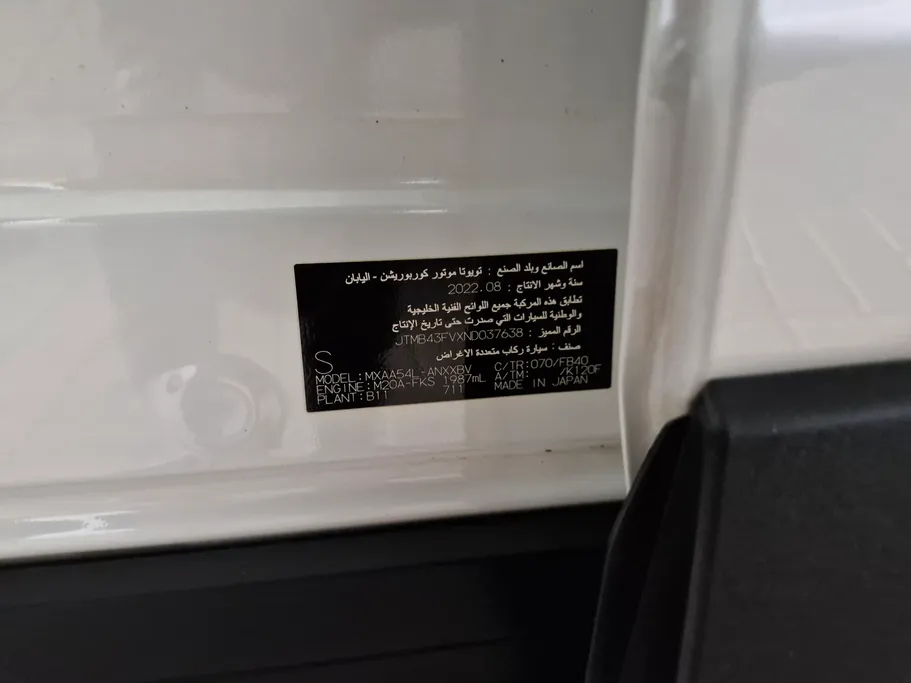 اسم الصانع وبلد الصنع : تويوتا موتور كوربوريشن - اليابان
سنة وشهر الانتاج : 2022.08
تطابق هذه المركبة جميع اللوائح الفنية الخليجية
والوطنية للسيارات التي صدرت حتى تاريخ الإنتاج
الرقم المميز : JTMB43FVXND037638
صنف : سيارة ركاب متعددة الاغراض
S
MODEL:MXAA54L-ANXXBV C/TR:070/FB40
ENGINE:M20A-FKS 1987mL A/TM: /K120F
PLANT:B11 711 MADE IN JAPAN